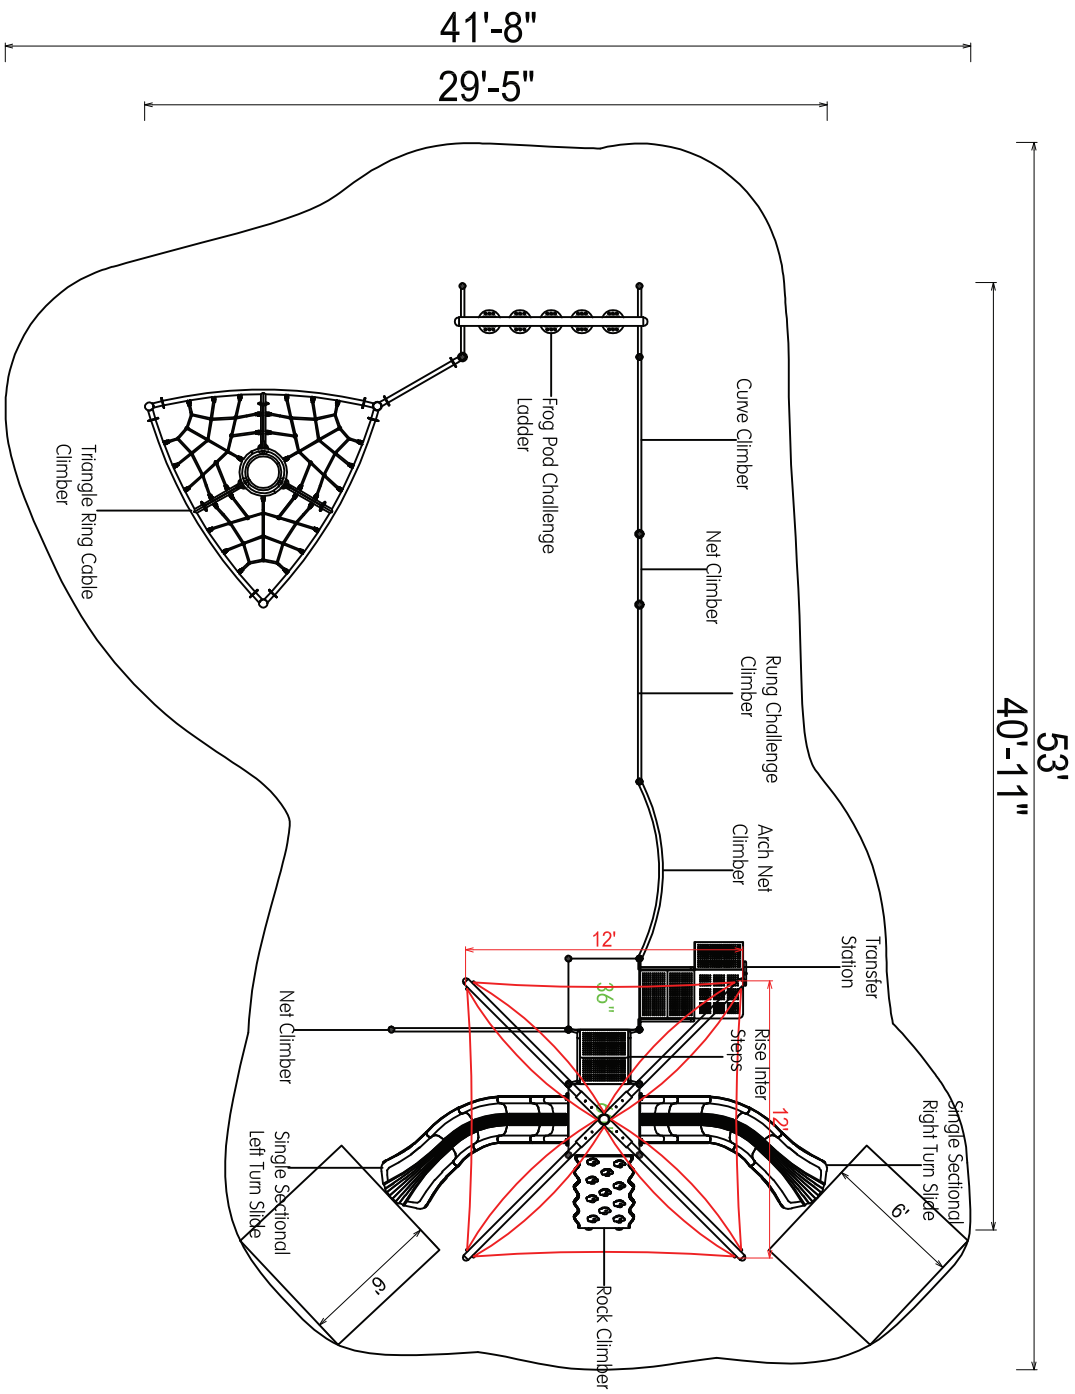 41'-8"
29'-5"
53'
40'-11"
Curve Climber
Frog Pod Challenge
Ladder
Triangle Ring Cable
Climber
Net Climber
Rung Challenge
Climber
Arch Net
Climber
Transfer
Station
12'
36"
Net Climber
Rise Inter
Steps
12'
Single Sectional
Right Turn Slide
Single Sectional
Left Turn Slide
6'
6'
Rock Climber